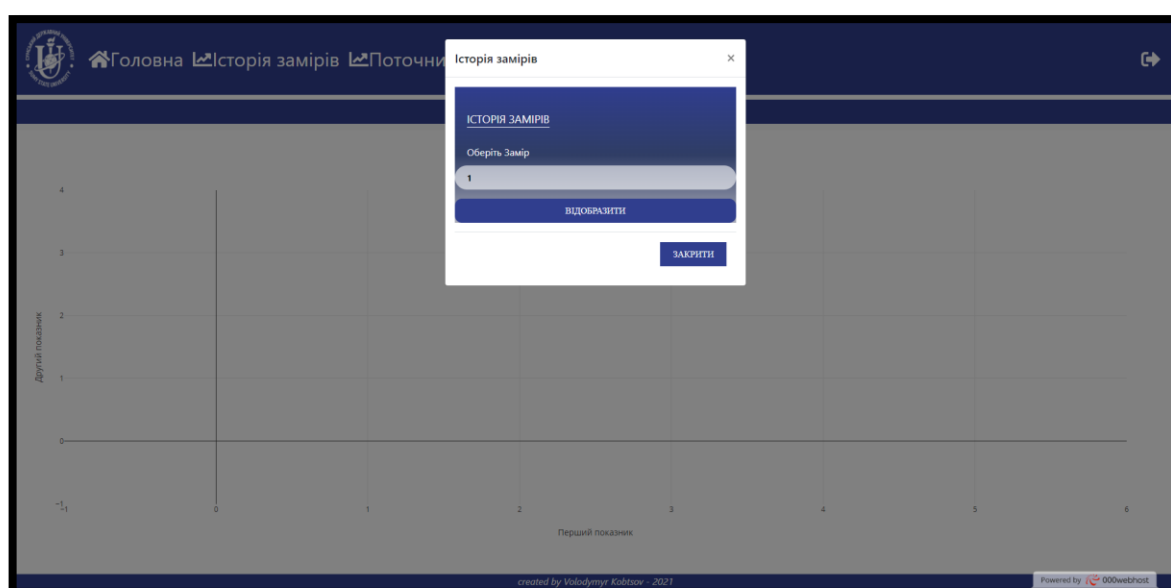 Головна Історія замірів Поточни
Історія замірів ×
ІСТОРІЯ ЗАМІРІВ
Оберіть Замір
1
ВІДОБРАЗИТИ
ЗАКРИТИ
4
3
2
1
0
−1
Другий показник
−1 0 1 2 3 4 5 6
Перший показник
created by Volodymyr Kobtsov - 2021
Powered by 000webhost